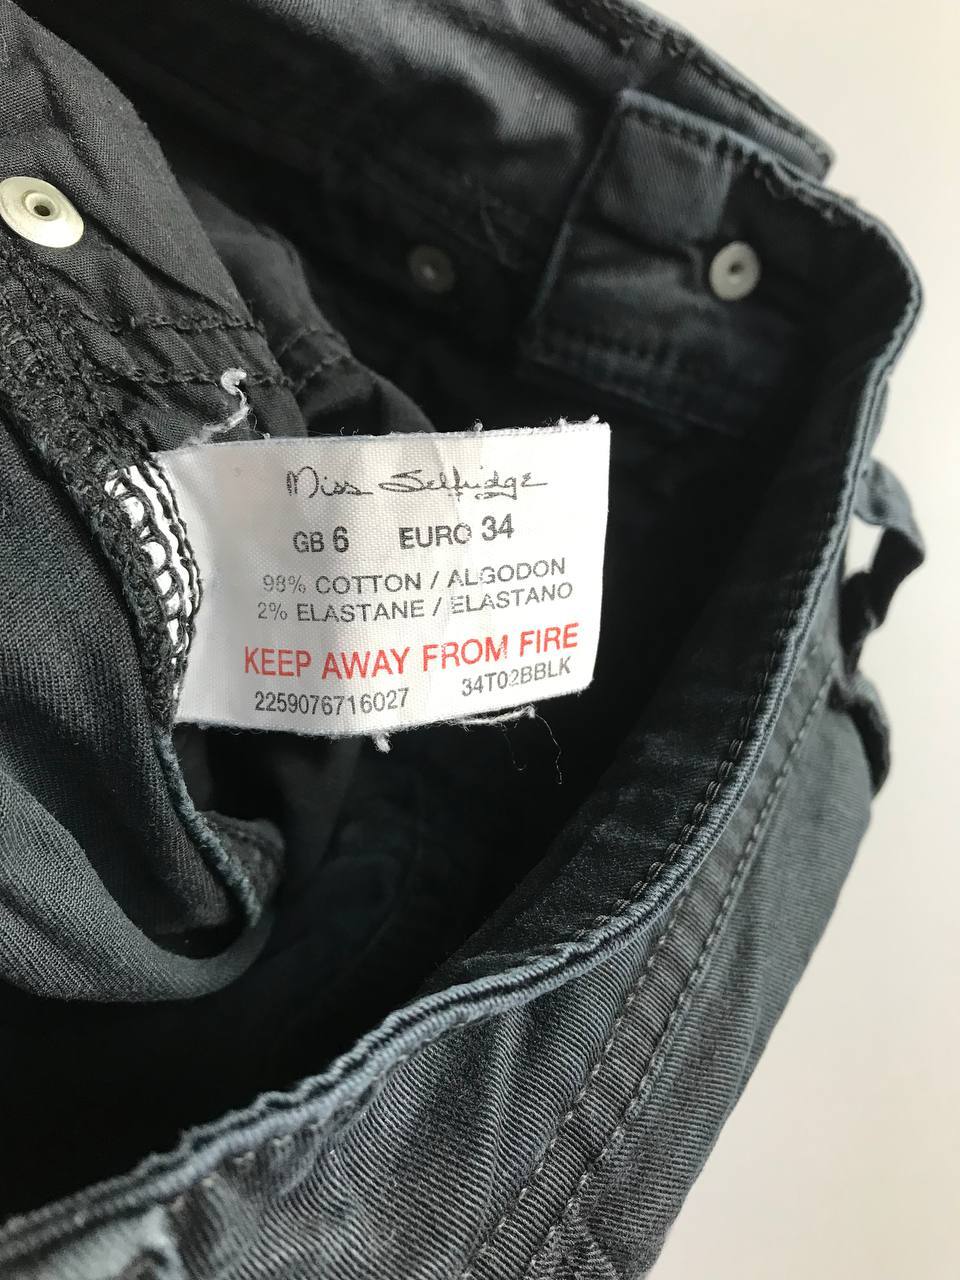 Miss Selfridge
GB 6 EURO 34
98% COTTON / ALGODON
2% ELASTANE / ELASTANO
KEEP AWAY FROM FIRE
2259076716027 34T02BBLK